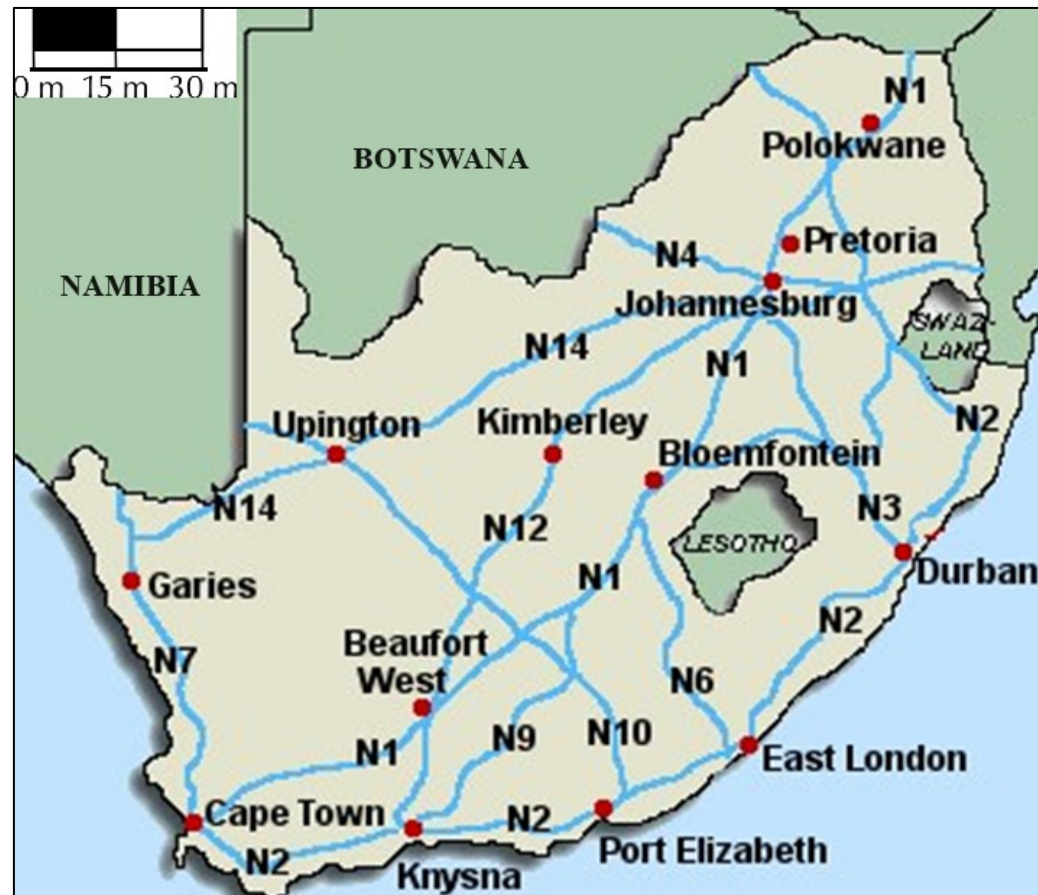 0 m 15 m 30 m
N1
Polokwane
BOTSWANA
Pretoria
N4
NAMIBIA
Johannesburg
SWAZI-
LAND
N14
N1
Upington
Kimberley
N2
Bloemfontein
N14
N12
N3
LESOTHO
Durban
N1
Garies
N2
Beaufort
West
N7
N6
N9
N10
N1
East London
Cape Town
N2
N2
Port Elizabeth
Knysna